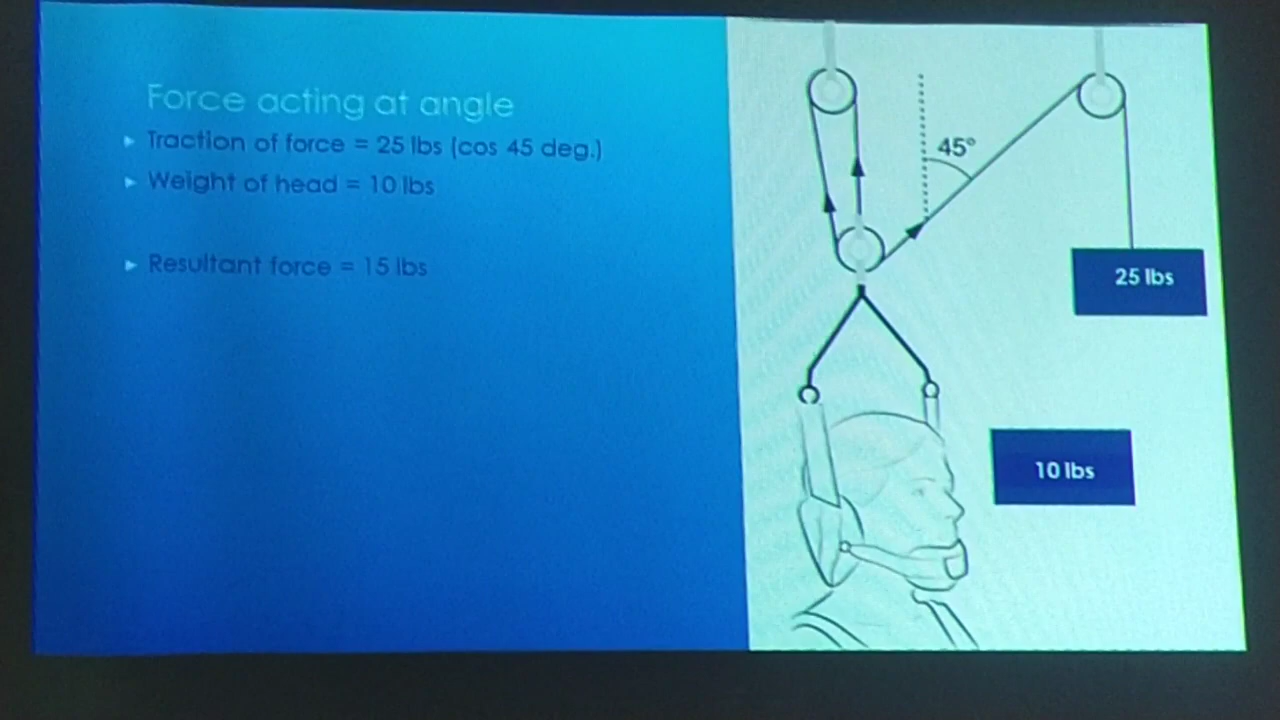 Force acting at angle
Traction of force = 25 lbs (cos 45 deg.)
Weight of head = 10 lbs
Resultant force = 15 lbs
45°
25 lbs
10 lbs